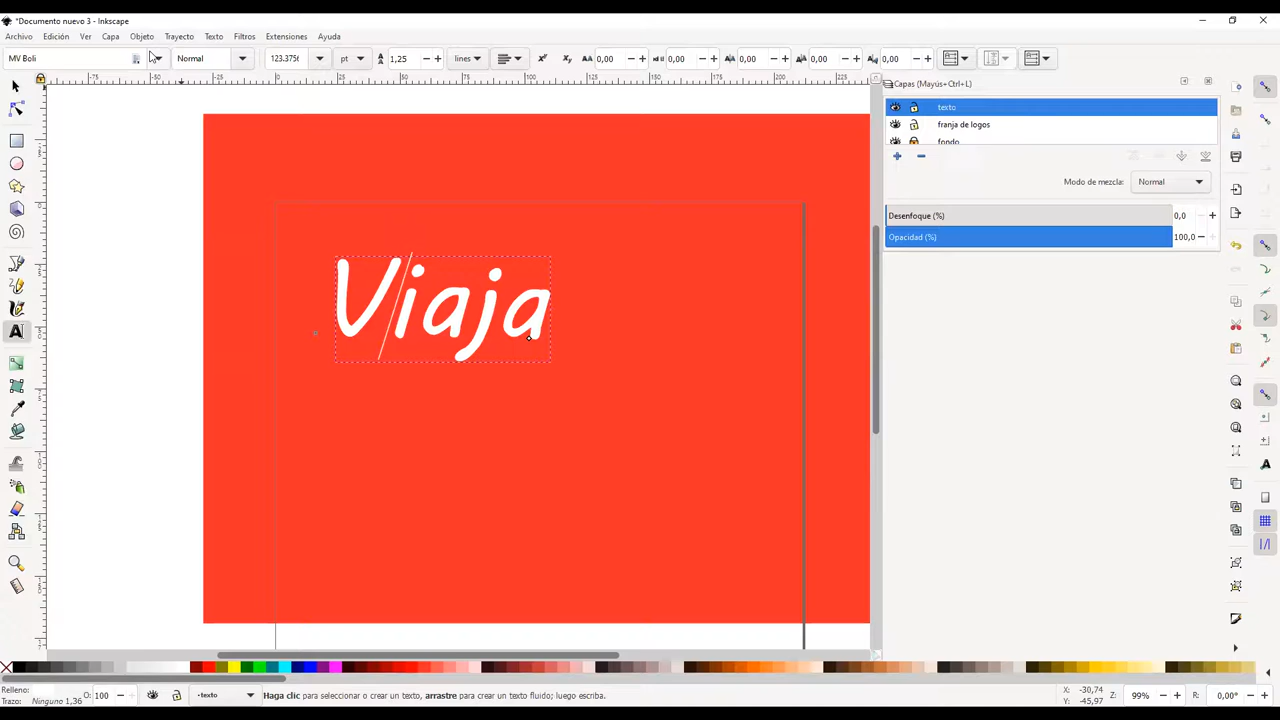 *Documento nuevo 3 - Inkscape
Archivo Edición Ver Capa Objeto Trayecto Texto Filtros Extensiones Ayuda
MV Boli Normal 123.375 pt 1,25 lines 0,00 0,00 0,00 0,00 0,00
Capas (Mayús+Ctrl+L)
texto
franja de logos
fondo
Modo de mezcla: Normal
Desenfoque (%) 0,0
Opacidad (%) 100,0
Viaja
Relleno: O: 100 texto Haga clic para seleccionar o crear un texto, arrastre para crear un texto fluido; luego escriba. X: -30,74 Z: 99% R: 0,00°
Trazo: Ninguno 1,36 Y: -45,97